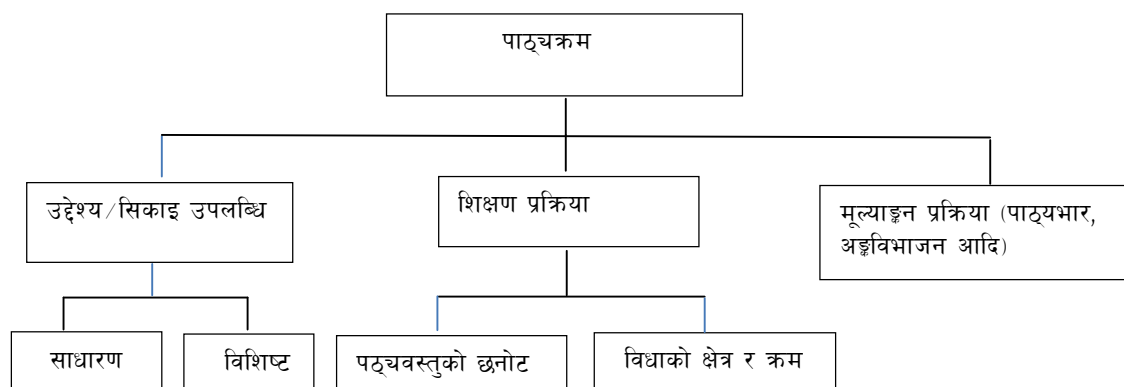 पाठ्यक्रम
उद्देश्य/सिकाइ उपलब्धि
शिक्षण प्रक्रिया
मूल्याङ्कन प्रक्रिया (पाठ्यभार,
अङ्कविभाजन आदि)
साधारण
विशिष्ट
पठ्यवस्तुको छनोट
विधाको क्षेत्र र क्रम